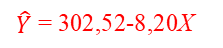 Ŷ = 302,52-8,20X